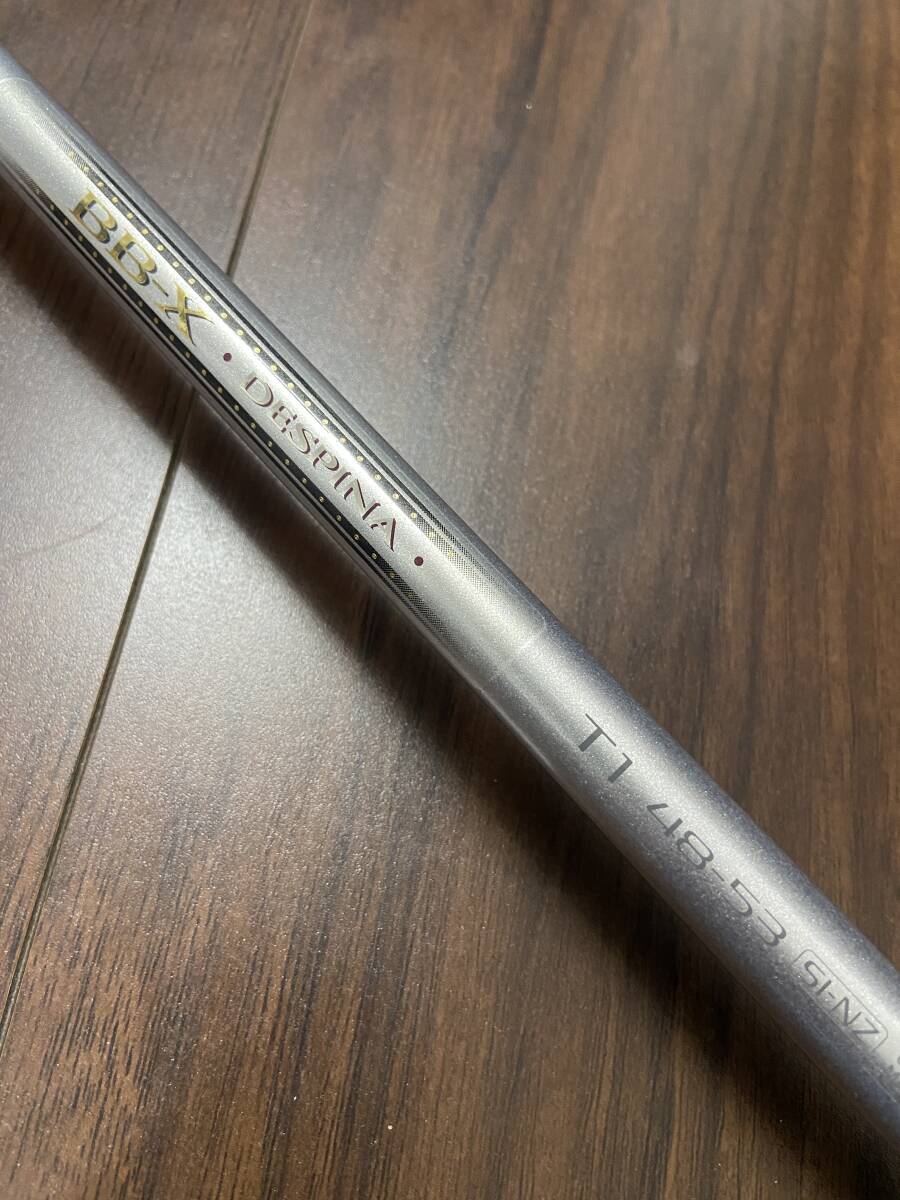 BB-X · DESPINA ·
T1 48-53 SI-NZ